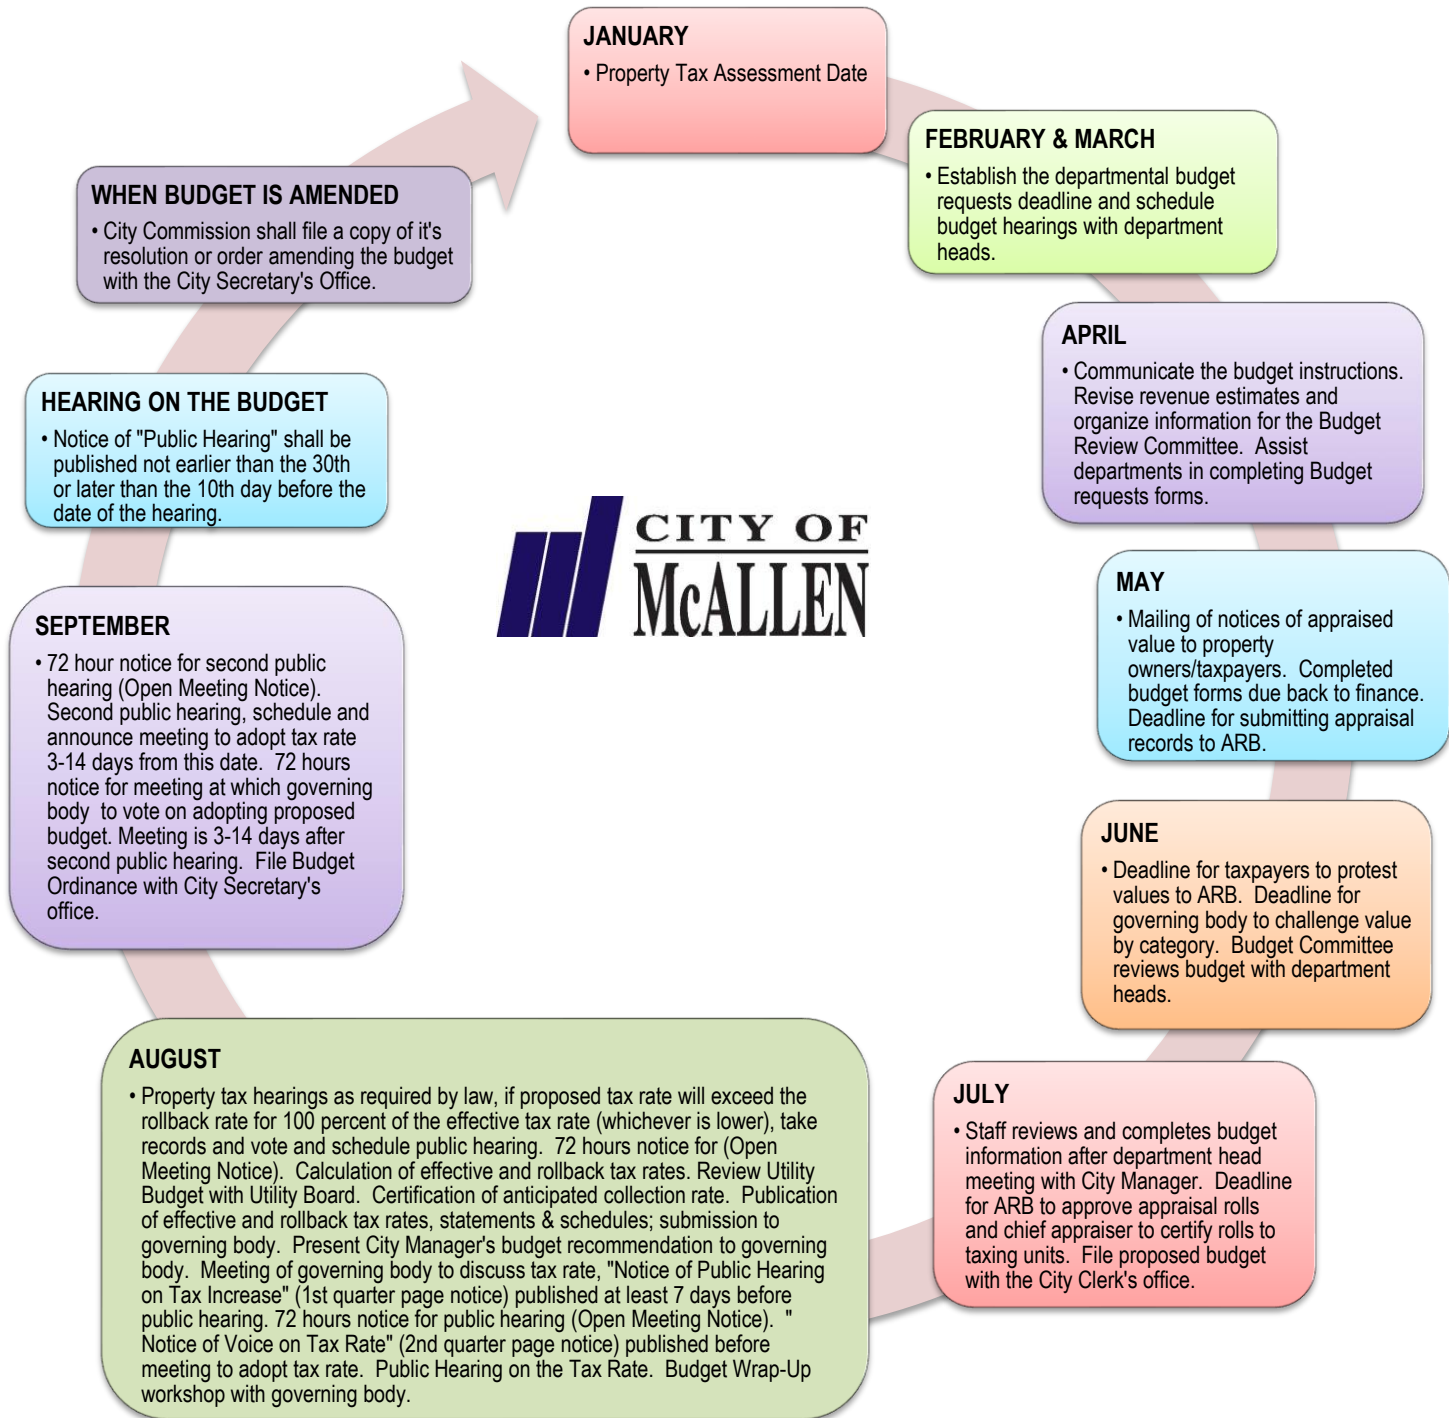 JANUARY
• Property Tax Assessment Date
FEBRUARY & MARCH
• Establish the departmental budget
requests deadline and schedule
budget hearings with department
heads.
APRIL
• Communicate the budget instructions.
Revise revenue estimates and
organize information for the Budget
Review Committee. Assist
departments in completing Budget
requests forms.
MAY
• Mailing of notices of appraised
value to property
owners/taxpayers. Completed
budget forms due back to finance.
Deadline for submitting appraisal
records to ARB.
JUNE
• Deadline for taxpayers to protest
values to ARB. Deadline for
governing body to challenge value
by category. Budget Committee
reviews budget with department
heads.
JULY
• Staff reviews and completes budget
information after department head
meeting with City Manager. Deadline
for ARB to approve appraisal rolls
and chief appraiser to certify rolls to
taxing units. File proposed budget
with the City Clerk's office.
AUGUST
• Property tax hearings as required by law, if proposed tax rate will exceed the
rollback rate for 100 percent of the effective tax rate (whichever is lower), take
records and vote and schedule public hearing. 72 hours notice for (Open
Meeting Notice). Calculation of effective and rollback tax rates. Review Utility
Budget with Utility Board. Certification of anticipated collection rate. Publication
of effective and rollback tax rates, statements & schedules; submission to
governing body. Present City Manager's budget recommendation to governing
body. Meeting of governing body to discuss tax rate, "Notice of Public Hearing
on Tax Increase" (1st quarter page notice) published at least 7 days before
public hearing. 72 hours notice for public hearing (Open Meeting Notice). "
Notice of Voice on Tax Rate" (2nd quarter page notice) published before
meeting to adopt tax rate. Public Hearing on the Tax Rate. Budget Wrap-Up
workshop with governing body.
SEPTEMBER
• 72 hour notice for second public
hearing (Open Meeting Notice).
Second public hearing, schedule and
announce meeting to adopt tax rate
3-14 days from this date. 72 hours
notice for meeting at which governing
body to vote on adopting proposed
budget. Meeting is 3-14 days after
second public hearing. File Budget
Ordinance with City Secretary's
office.
HEARING ON THE BUDGET
• Notice of "Public Hearing" shall be
published not earlier than the 30th
or later than the 10th day before the
date of the hearing.
WHEN BUDGET IS AMENDED
• City Commission shall file a copy of it's
resolution or order amending the budget
with the City Secretary's Office.
CITY OF
McALLEN